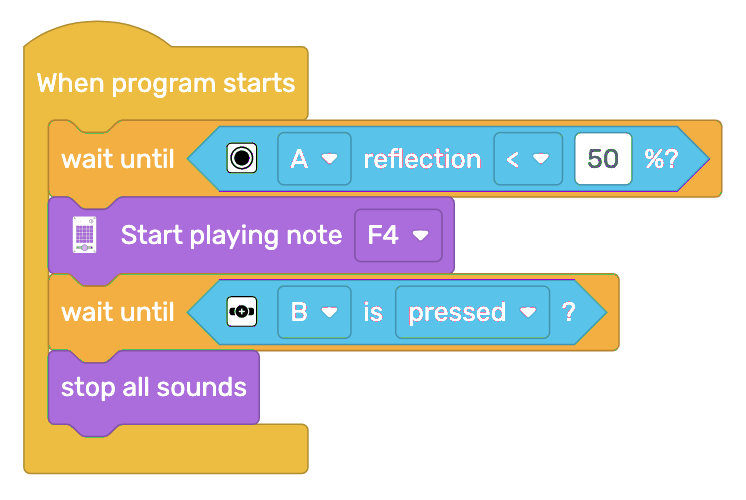 When program starts
wait until A reflection < 50 %?
Start playing note F4
wait until B is pressed ?
stop all sounds